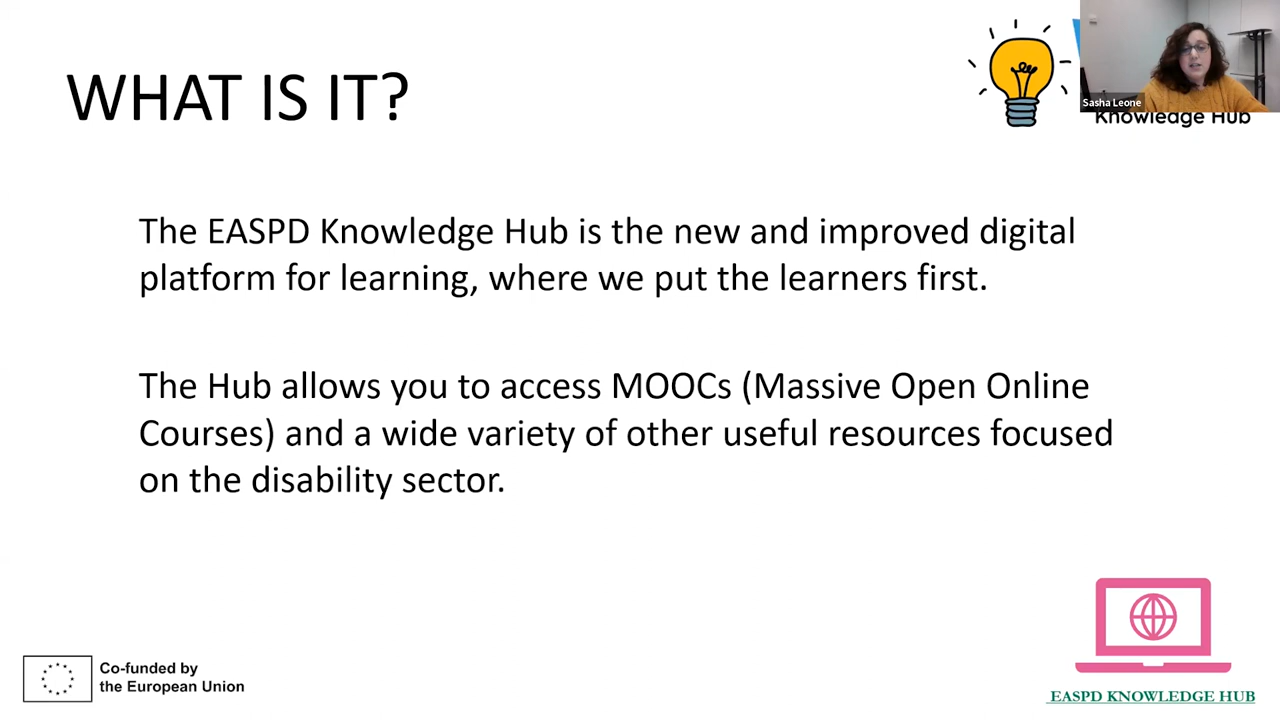 WHAT IS IT?
Sasha Leone
Knowledge Hub
The EASPD Knowledge Hub is the new and improved digital
platform for learning, where we put the learners first.
The Hub allows you to access MOOCs (Massive Open Online
Courses) and a wide variety of other useful resources focused
on the disability sector.
Co-funded by
the European Union
EASPD KNOWLEDGE HUB